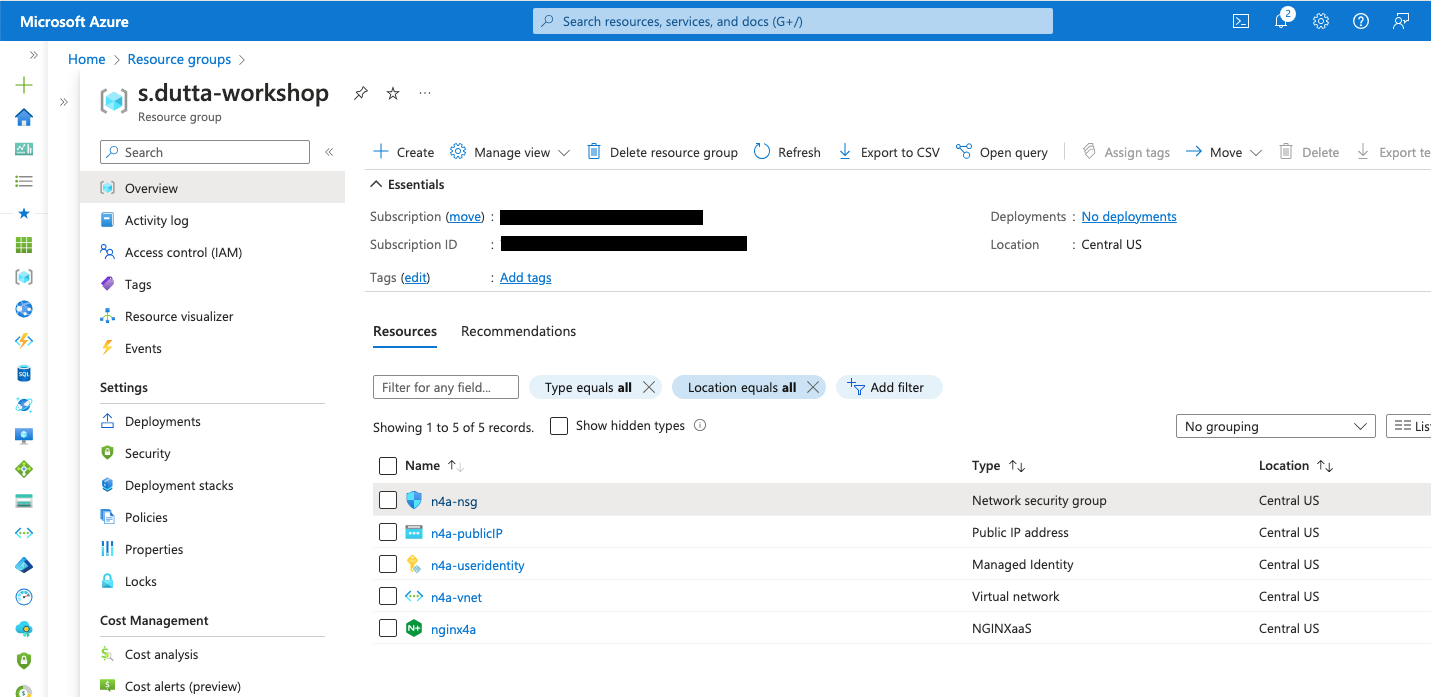 Microsoft Azure
Search resources, services, and docs (G+/)
2
Home > Resource groups >
s.dutta-workshop
Resource group
Search
Overview
Activity log
Access control (IAM)
Tags
Resource visualizer
Events
Settings
Deployments
Security
Deployment stacks
Policies
Properties
Locks
Cost Management
Cost analysis
Cost alerts (preview)
Create Manage view Delete resource group Refresh Export to CSV Open query Assign tags Move Delete Export te
Essentials
Subscription (move) :
Subscription ID :
Tags (edit) : Add tags
Deployments : No deployments
Location : Central US
Resources Recommendations
Filter for any field... Type equals all Location equals all Add filter
Showing 1 to 5 of 5 records. Show hidden types No grouping Lis
Name Type Location
n4a-nsg Network security group Central US
n4a-publicIP Public IP address Central US
n4a-useridentity Managed Identity Central US
n4a-vnet Virtual network Central US
N+ nginx4a NGINXaaS Central US
SQL